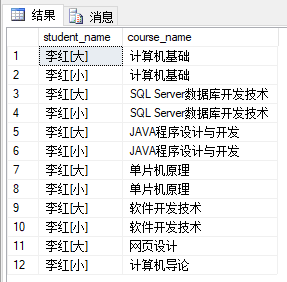 结果 消息
student_name course_name
1 李红[大] 计算机基础
2 李红[小] 计算机基础
3 李红[大] SQL Server数据库开发技术
4 李红[小] SQL Server数据库开发技术
5 李红[大] JAVA程序设计与开发
6 李红[小] JAVA程序设计与开发
7 李红[大] 单片机原理
8 李红[小] 单片机原理
9 李红[大] 软件开发技术
10 李红[小] 软件开发技术
11 李红[大] 网页设计
12 李红[小] 计算机导论